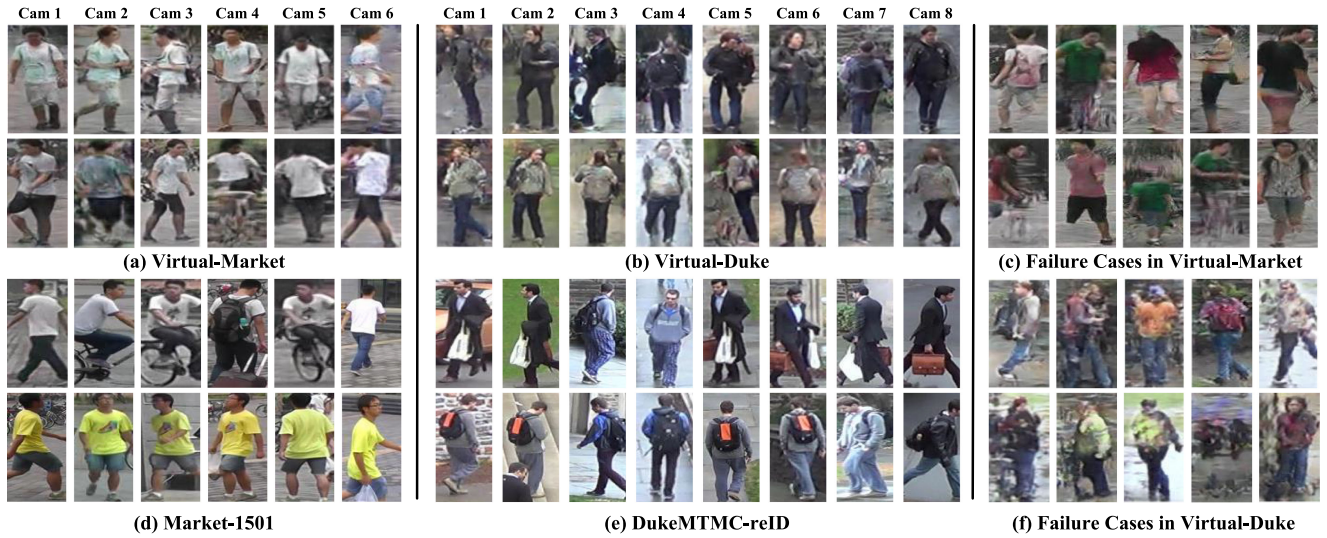 Cam 1 Cam 2 Cam 3 Cam 4 Cam 5 Cam 6
Cam 1 Cam 2 Cam 3 Cam 4 Cam 5 Cam 6 Cam 7 Cam 8
(a) Virtual-Market
(b) Virtual-Duke
(c) Failure Cases in Virtual-Market
(d) Market-1501
(e) DukeMTMC-reID
(f) Failure Cases in Virtual-Duke